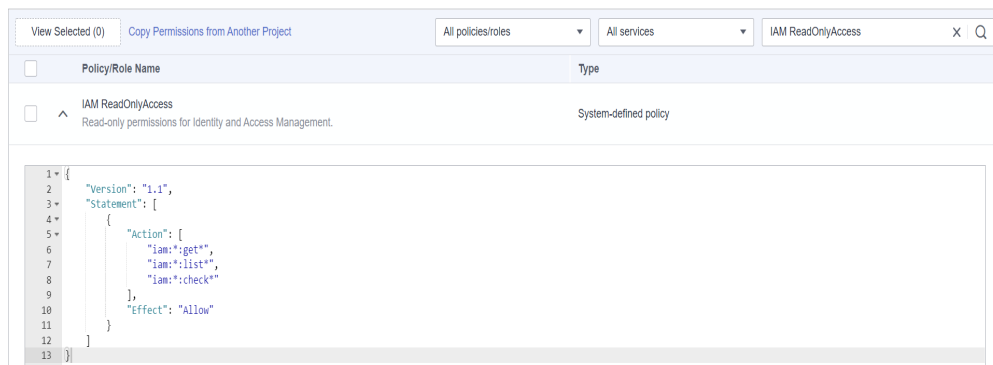 View Selected (0) Copy Permissions from Another Project All policies/roles All services IAM ReadOnlyAccess
Policy/Role Name Type
IAM ReadOnlyAccess
Read-only permissions for Identity and Access Management.
System-defined policy
1 {
2 "Version": "1.1",
3 "Statement": [
4 {
5 "Action": [
6 "iam:*:get*",
7 "iam:*:list*",
8 "iam:*:check*"
9 ],
10 "Effect": "Allow"
11 }
12 ]
13 }